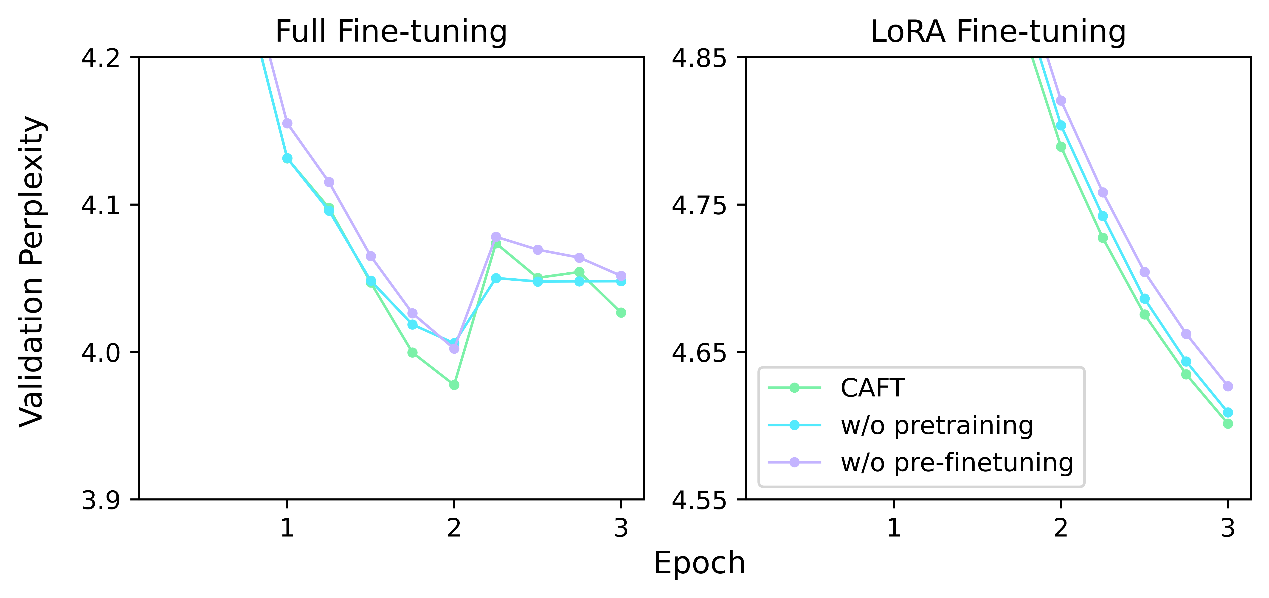 Full Fine-tuning
LoRA Fine-tuning
Validation Perplexity
4.2
4.1
4.0
3.9
1
2
3
4.85
4.75
4.65
4.55
1
2
3
CAFT
w/o pretraining
w/o pre-finetuning
Epoch